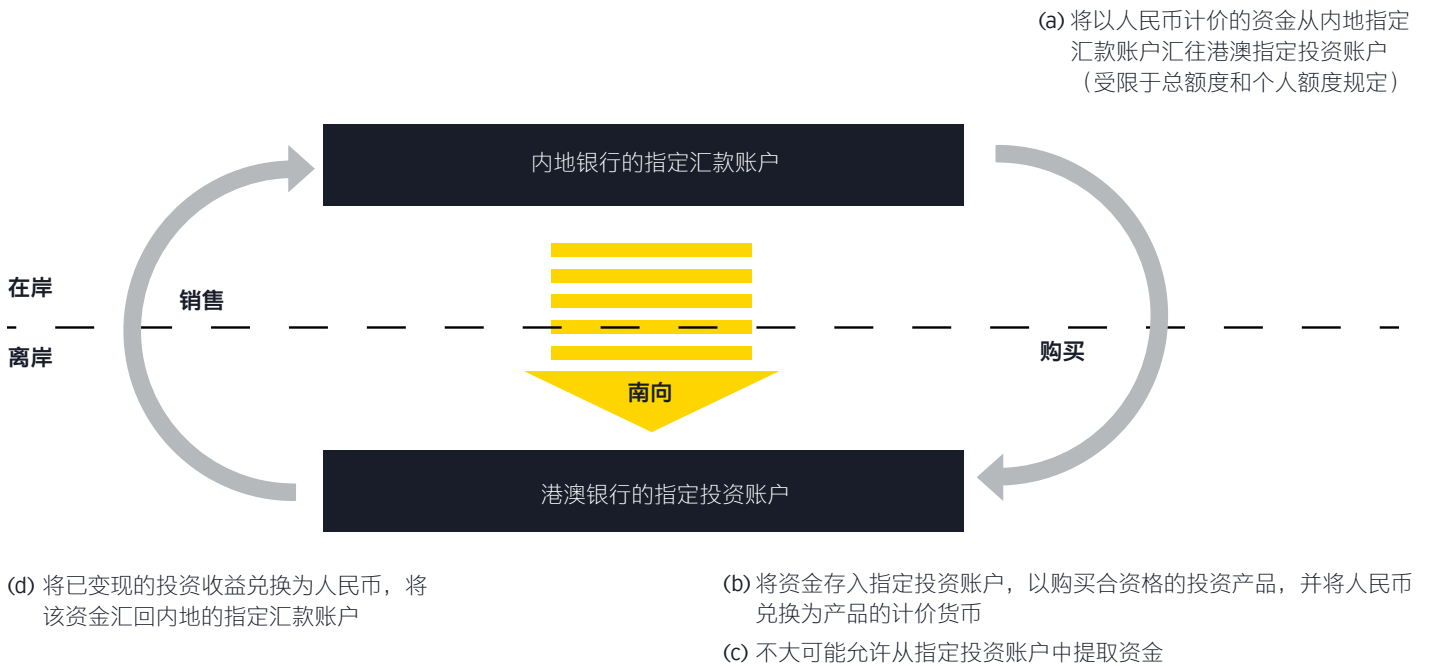 (a) 将以人民币计价的资金从内地指定
汇款账户汇往港澳指定投资账户
（受限于总额度和个人额度规定）
内地银行的指定汇款账户
在岸
销售
离岸
购买
南向
港澳银行的指定投资账户
(d) 将已变现的投资收益兑换为人民币，将
该资金汇回内地的指定汇款账户
(b) 将资金存入指定投资账户，以购买合资格的投资产品，并将人民币
兑换为产品的计价货币
(c) 不大可能允许从指定投资账户中提取资金